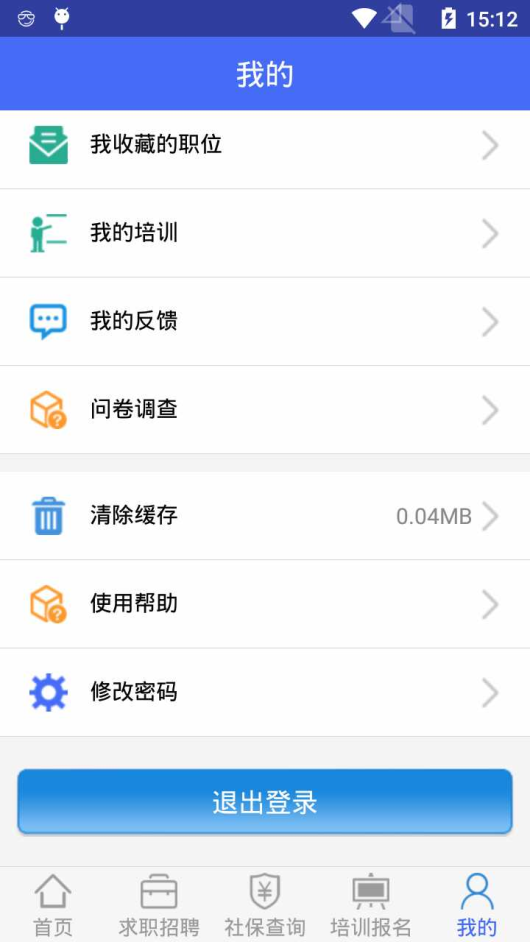 15:12
我的
我收藏的职位
我的培训
我的反馈
问卷调查
清除缓存 0.04MB
使用帮助
修改密码
退出登录
首页 求职招聘 社保查询 培训报名 我的